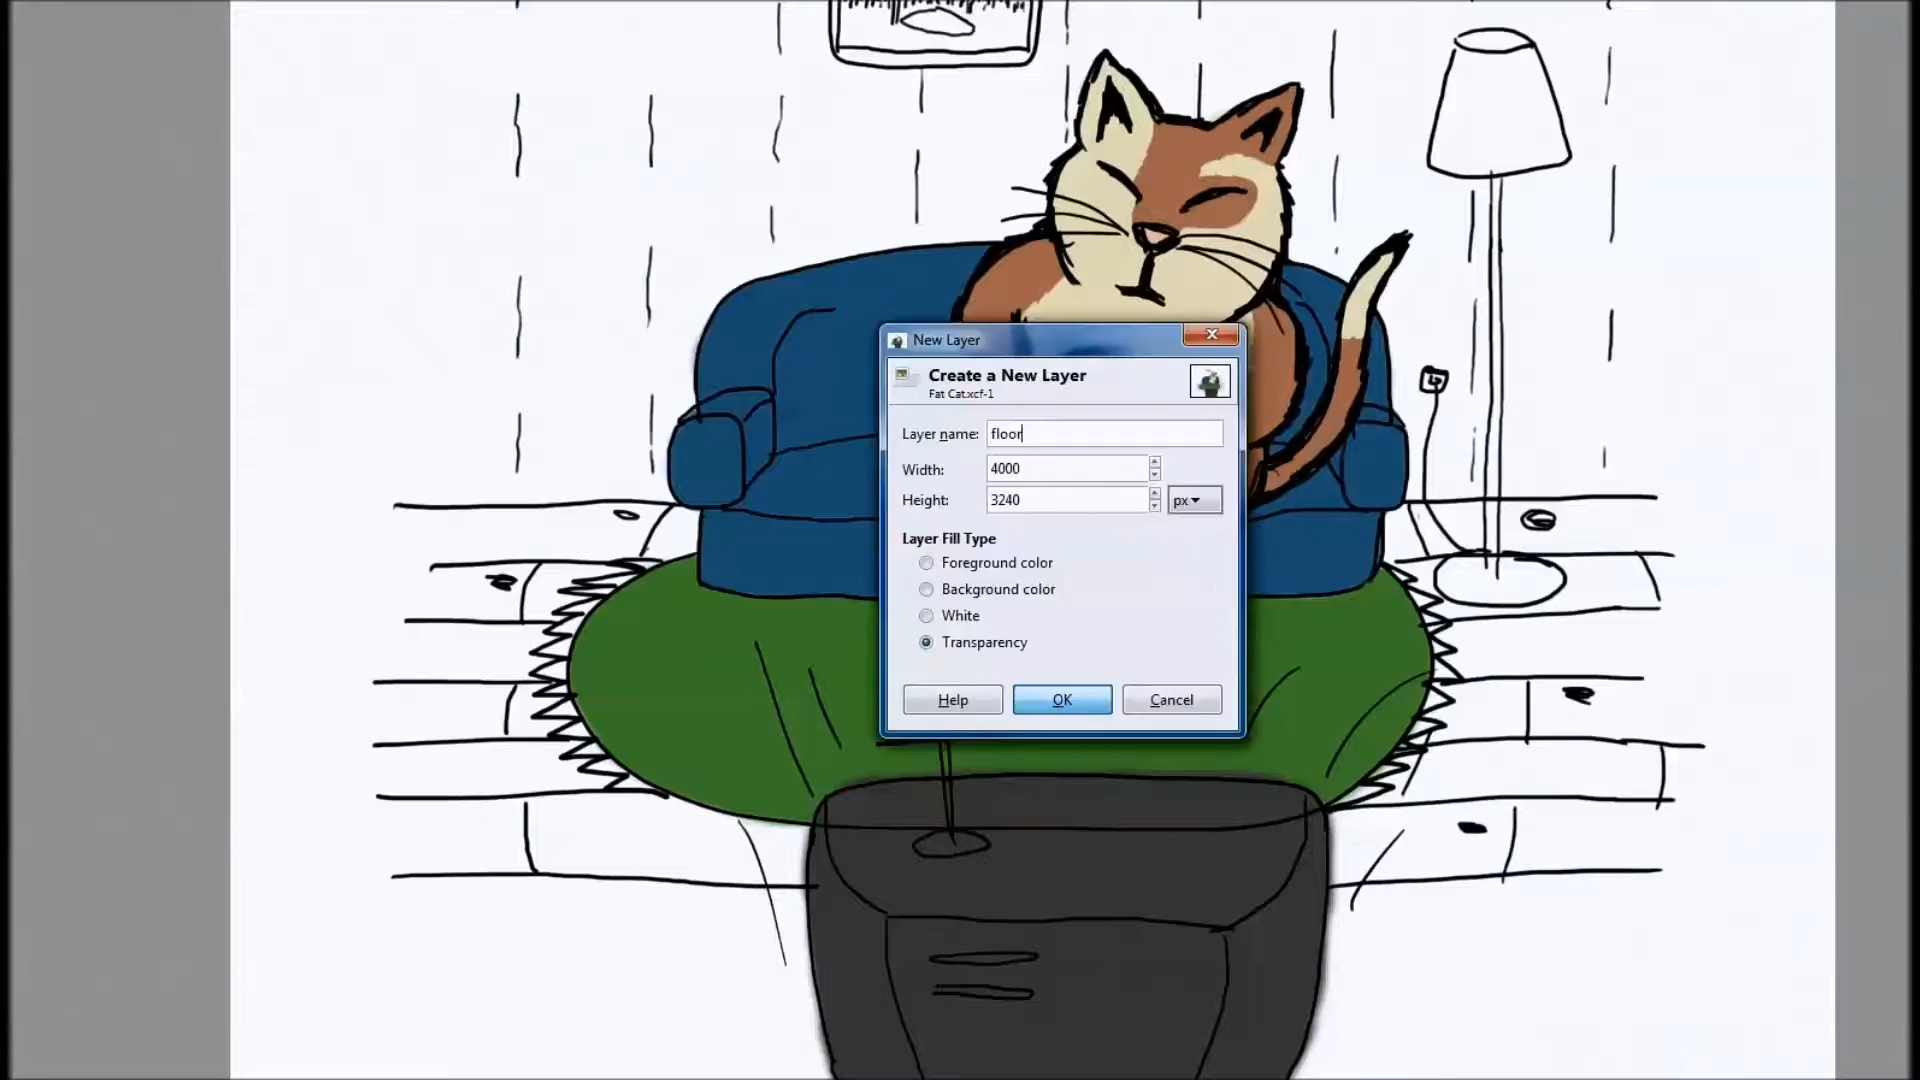 New Layer
Create a New Layer
Fat Cat.xcf-1
Layer name: floor
Width: 4000
Height: 3240 px
Layer Fill Type
Foreground color
Background color
White
Transparency
Help OK Cancel